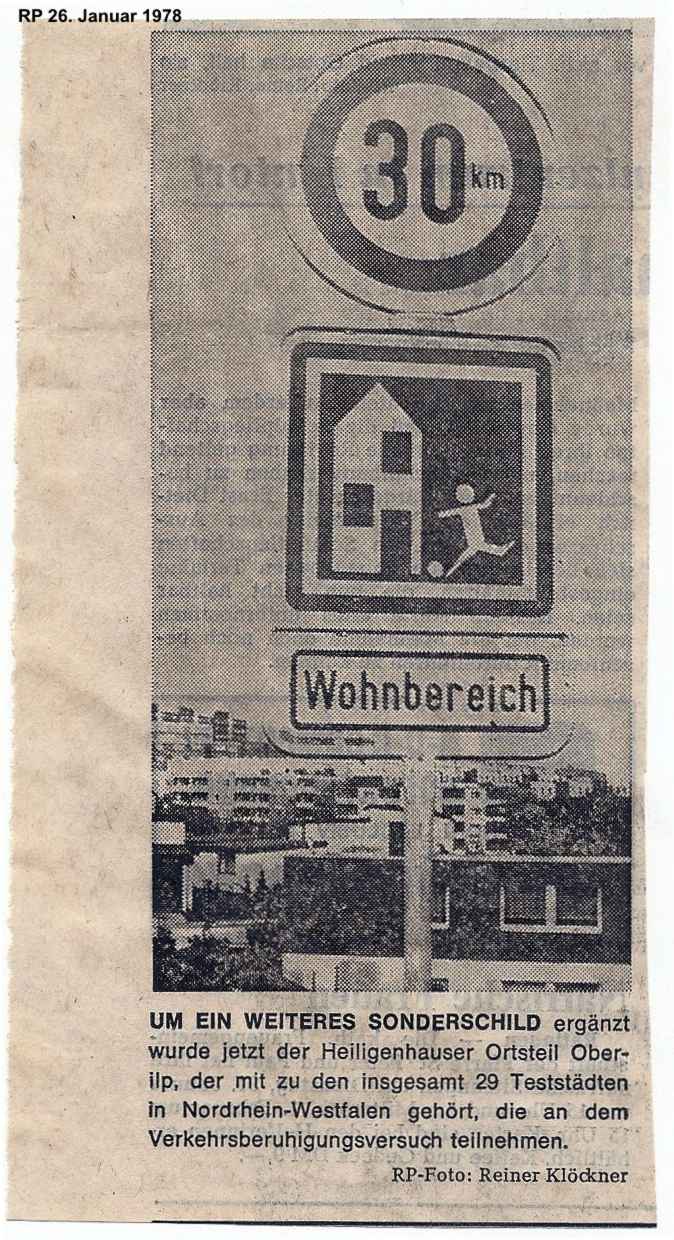 RP 26. Januar 1978
30 km
Wohnbereich
UM EIN WEITERES SONDERSCHILD ergänzt
wurde jetzt der Heiligenhauser Ortsteil Ober-
ilp, der mit zu den insgesamt 29 Teststädten
in Nordrhein-Westfalen gehört, die an dem
Verkehrsberuhigungsversuch teilnehmen.
RP-Foto: Reiner Klöckner